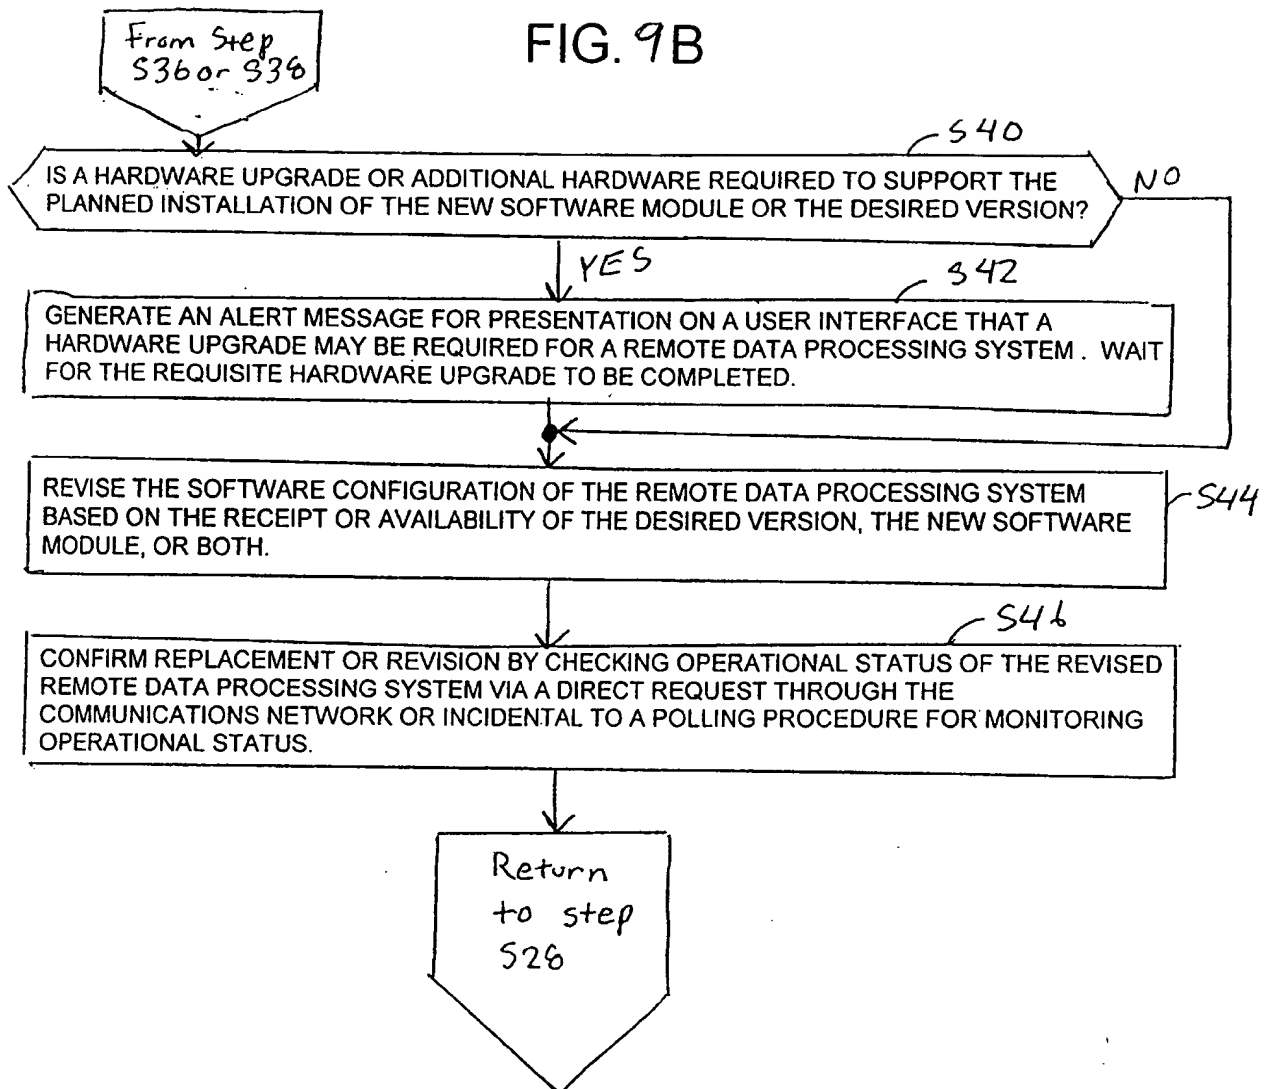 FIG. 9B
From Step
S36 or S38
S40
IS A HARDWARE UPGRADE OR ADDITIONAL HARDWARE REQUIRED TO SUPPORT THE
PLANNED INSTALLATION OF THE NEW SOFTWARE MODULE OR THE DESIRED VERSION?
NO
YES
S42
GENERATE AN ALERT MESSAGE FOR PRESENTATION ON A USER INTERFACE THAT A
HARDWARE UPGRADE MAY BE REQUIRED FOR A REMOTE DATA PROCESSING SYSTEM. WAIT
FOR THE REQUISITE HARDWARE UPGRADE TO BE COMPLETED.
REVISE THE SOFTWARE CONFIGURATION OF THE REMOTE DATA PROCESSING SYSTEM
BASED ON THE RECEIPT OR AVAILABILITY OF THE DESIRED VERSION, THE NEW SOFTWARE
MODULE, OR BOTH.
S44
S46
CONFIRM REPLACEMENT OR REVISION BY CHECKING OPERATIONAL STATUS OF THE REVISED
REMOTE DATA PROCESSING SYSTEM VIA A DIRECT REQUEST THROUGH THE
COMMUNICATIONS NETWORK OR INCIDENTAL TO A POLLING PROCEDURE FOR MONITORING
OPERATIONAL STATUS.
Return
to step
S28